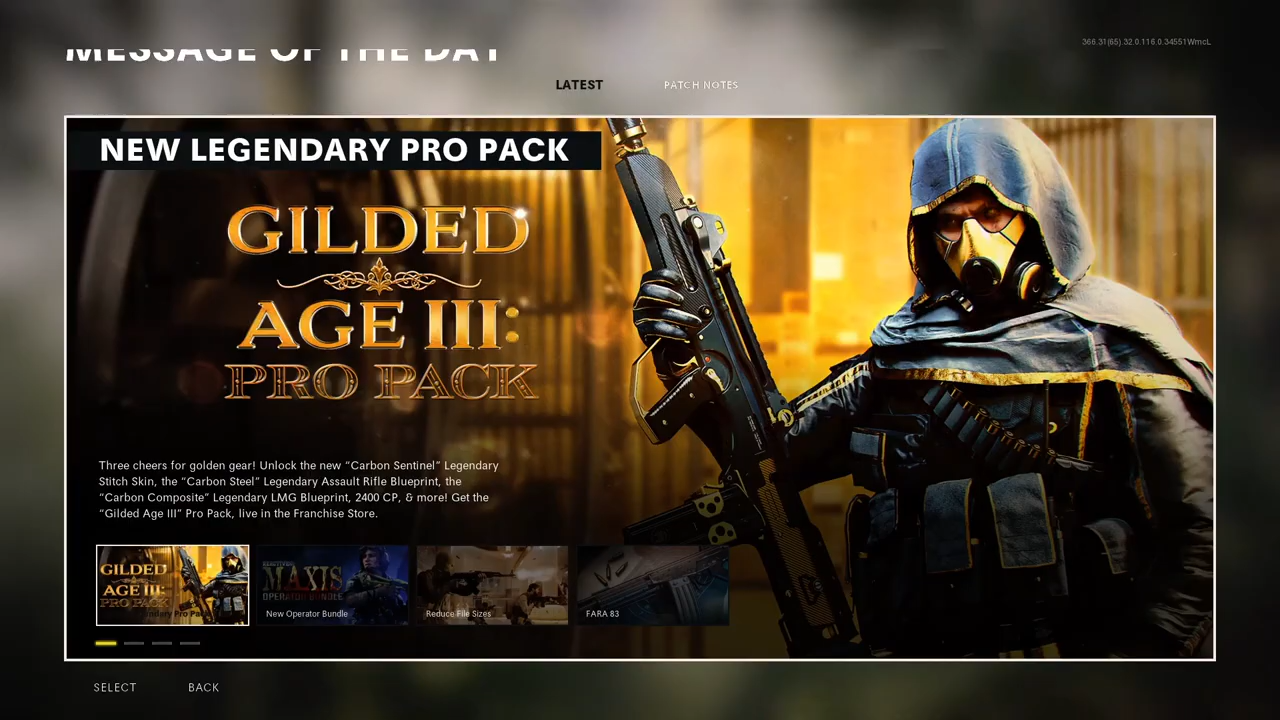 MESSAGE OF THE DAY
366.31(65).32.0.116.0.34551WmcL
LATEST
PATCH NOTES
NEW LEGENDARY PRO PACK
GILDED
AGE III:
PRO PACK
Three cheers for golden gear! Unlock the new “Carbon Sentinel” Legendary
Stitch Skin, the “Carbon Steel” Legendary Assault Rifle Blueprint, the
“Carbon Composite” Legendary LMG Blueprint, 2400 CP, & more! Get the
“Gilded Age III” Pro Pack, live in the Franchise Store.
GILDED
AGE III:
PRO PACK
MAXIS
OPERATOR BUNDLE
New Operator Bundle
Reduce File Sizes
FARA 83
SELECT
BACK